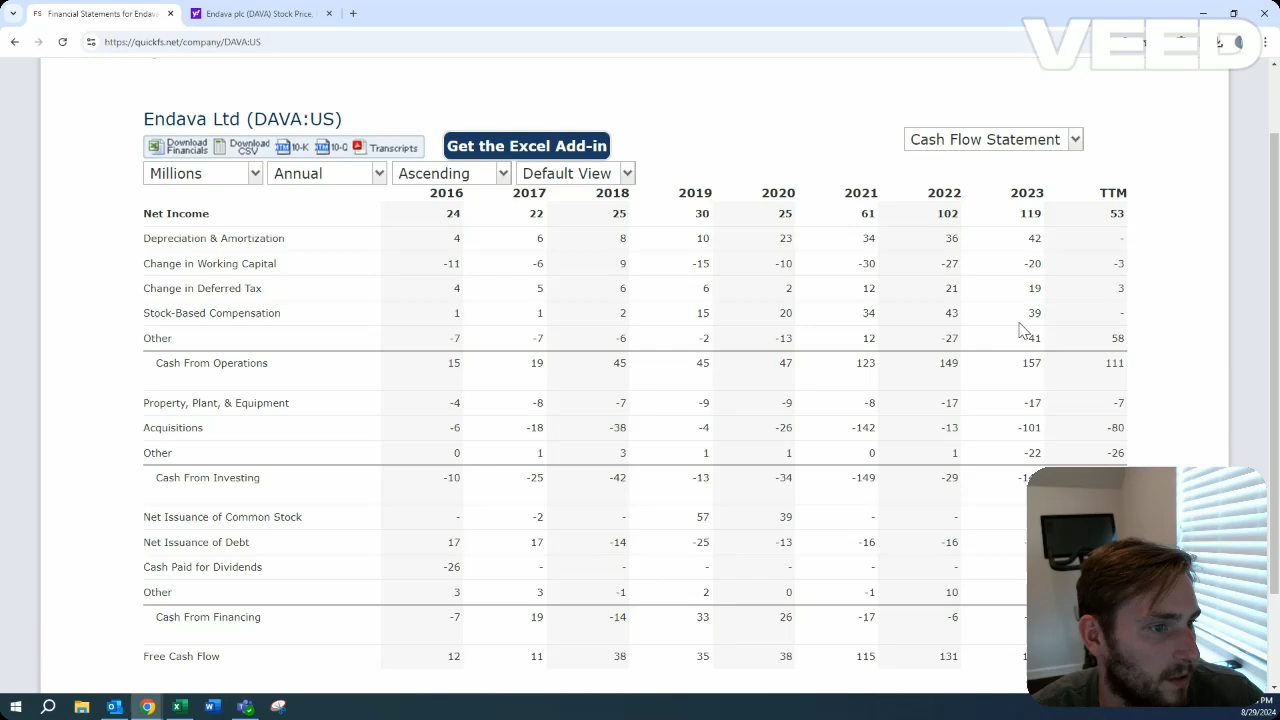 Financial Statements for Endava
Endava plc (DAVA) Stock Price,
VEED
https://quickfs.net/company/DAVA:US
Endava Ltd (DAVA:US)
Download Financials Download CSV 10-K 10-Q Transcripts Get the Excel Add-in Cash Flow Statement
Millions Annual Ascending Default View
2016 2017 2018 2019 2020 2021 2022 2023 TTM
Net Income 24 22 25 30 25 61 102 119 53
Depreciation & Amortization 4 6 8 10 23 34 36 42 -
Change in Working Capital -11 -6 9 -15 -10 -30 -27 -20 -3
Change in Deferred Tax 4 5 6 6 2 12 21 19 3
Stock-Based Compensation 1 1 2 15 20 34 43 39 -
Other -7 -7 -6 -2 -13 12 -27 41 58
Cash From Operations 15 19 45 45 47 123 149 157 111
Property, Plant, & Equipment -4 -8 -7 -9 -9 -8 -17 -17 -7
Acquisitions -6 -18 -38 -4 -26 -142 -13 -101 -80
Other 0 1 3 1 1 0 1 -22 -26
Cash From Investing -10 -25 -42 -13 -34 -149 -29
Net Issuance of Common Stock - -2 - 57 39 - -
Net Issuance of Debt 17 17 -14 -25 -13 -16 -16
Cash Paid for Dividends -26 - - - - - -
Other 3 3 -1 2 0 -1 10
Cash From Financing -7 19 -14 33 26 -17 -6
Free Cash Flow 12 11 38 35 38 115 131
PM
8/29/2024